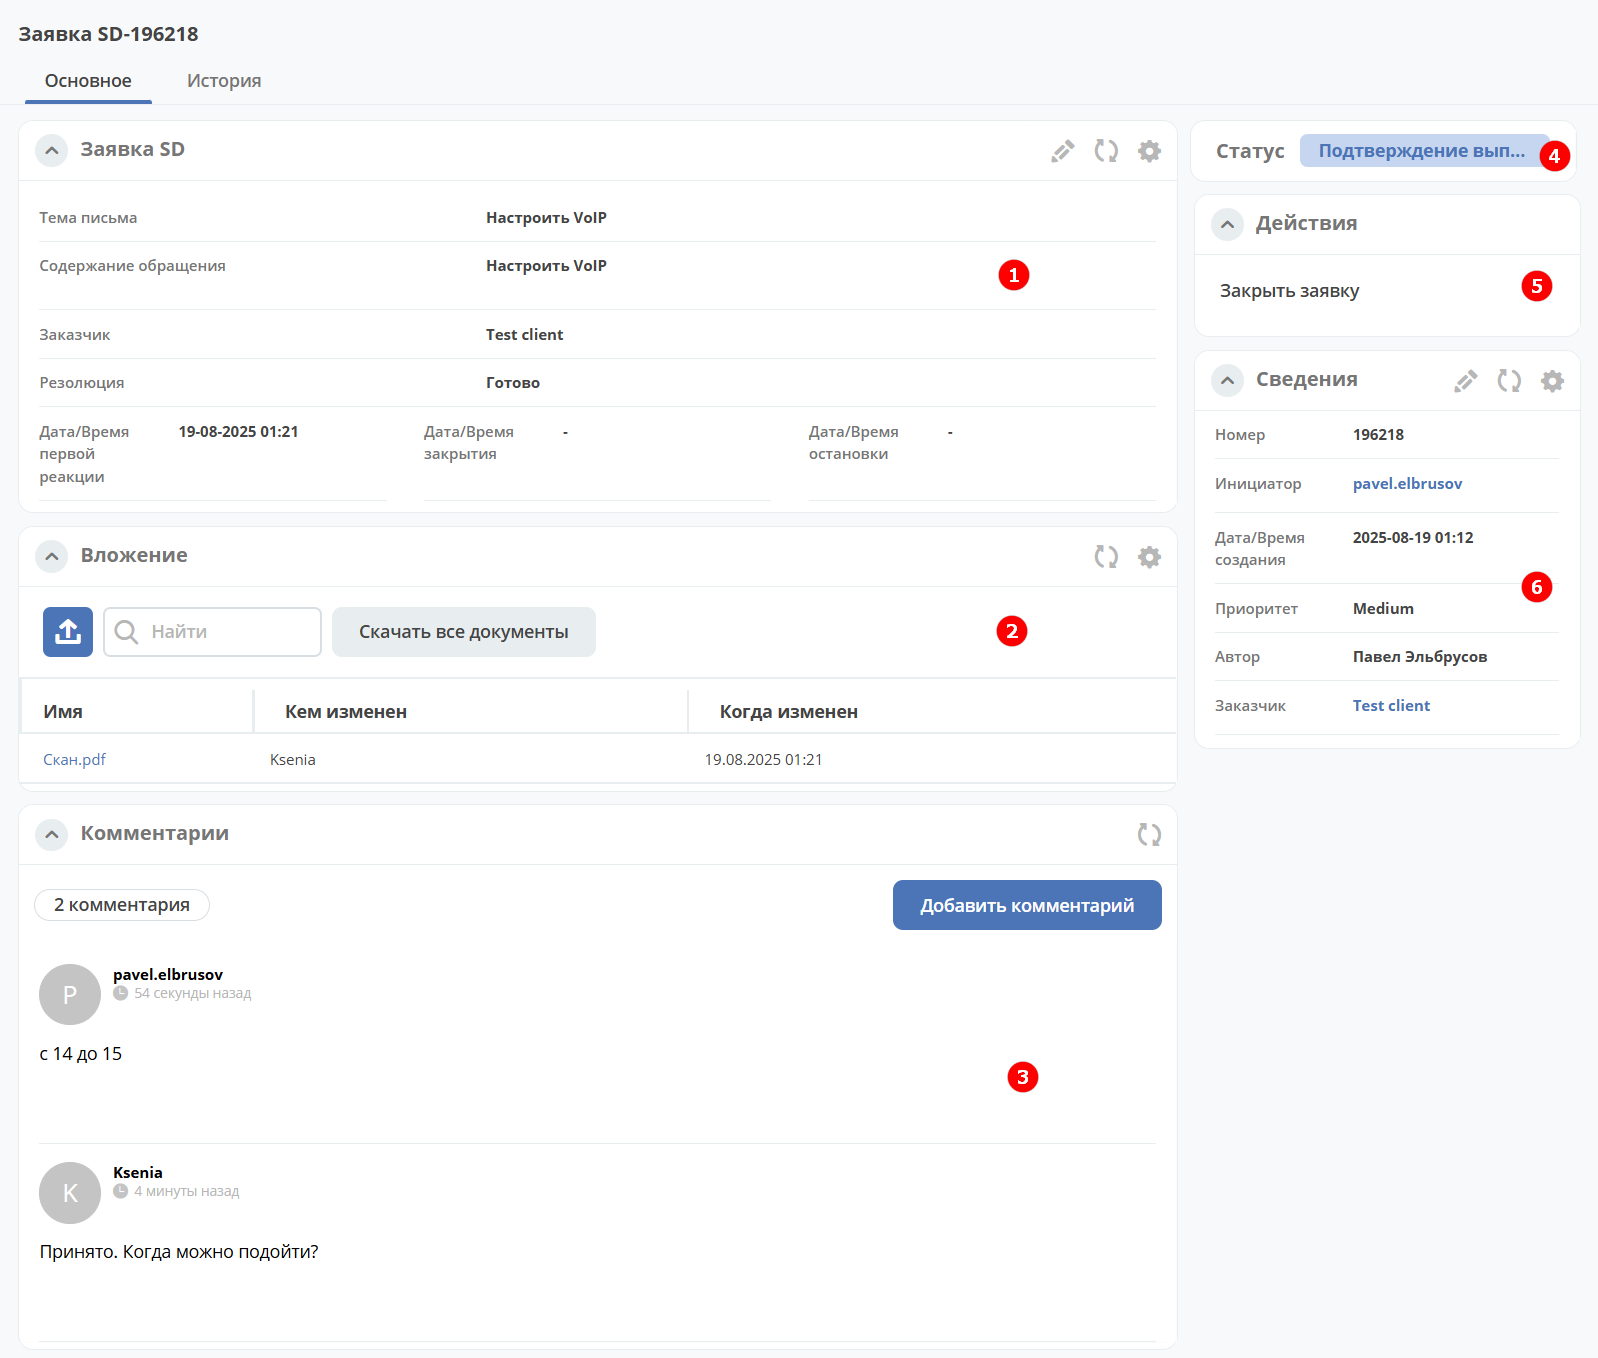 Заявка SD-196218
Основное
История
Заявка SD
Тема письма
Настроить VoIP
Содержание обращения
Настроить VoIP
1
Заказчик
Test client
Резолюция
Готово
Дата/Время
первой
реакции
19-08-2025 01:21
Дата/Время
закрытия
-
Дата/Время
остановки
-
Вложение
Найти
Скачать все документы
2
Имя
Кем изменен
Когда изменен
Скан.pdf
Ksenia
19.08.2025 01:21
Комментарии
2 комментария
Добавить комментарий
P
pavel.elbrusov
54 секунды назад
с 14 до 15
3
K
Ksenia
4 минуты назад
Принято. Когда можно подойти?
Статус
Подтверждение вып...
4
Действия
Закрыть заявку
5
Сведения
Номер
196218
Инициатор
pavel.elbrusov
Дата/Время
создания
2025-08-19 01:12
6
Приоритет
Medium
Автор
Павел Эльбрусов
Заказчик
Test client